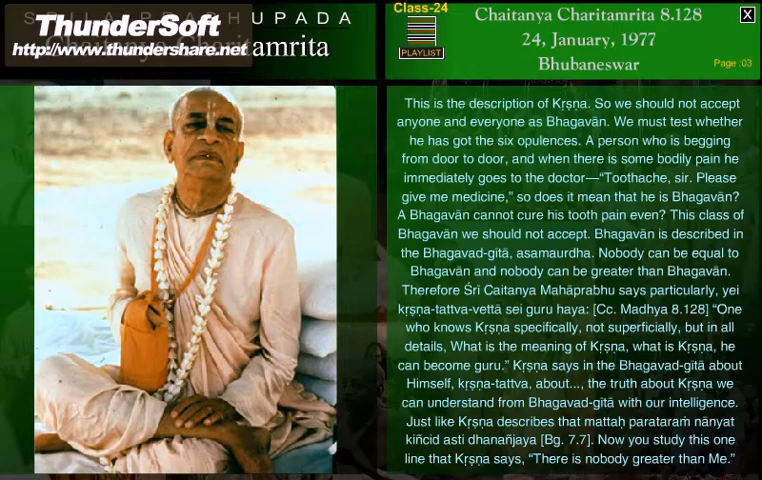 SRILA PRABHUPADA
ThunderSoft
http://www.thundershare.net
Chaitanya Charitamrita
Class-24
PLAYLIST
Chaitanya Charitamrita 8.128
24, January, 1977
Bhubaneswar
X
Page :03
This is the description of Kṛṣṇa. So we should not accept
anyone and everyone as Bhagavān. We must test whether
he has got the six opulences. A person who is begging
from door to door, and when there is some bodily pain he
immediately goes to the doctor—“Toothache, sir. Please
give me medicine,” so does it mean that he is Bhagavān?
A Bhagavān cannot cure his tooth pain even? This class of
Bhagavān we should not accept. Bhagavān is described in
the Bhagavad-gītā, asamaurdha. Nobody can be equal to
Bhagavān and nobody can be greater than Bhagavān.
Therefore Śrī Caitanya Mahāprabhu says particularly, yei
kṛṣṇa-tattva-vettā sei guru haya: [Cc. Madhya 8.128] “One
who knows Kṛṣṇa specifically, not superficially, but in all
details, What is the meaning of Kṛṣṇa, what is Kṛṣṇa, he
can become guru.” Kṛṣṇa says in the Bhagavad-gītā about
Himself, kṛṣṇa-tattva, about..., the truth about Kṛṣṇa we
can understand from Bhagavad-gītā with our intelligence.
Just like Kṛṣṇa describes that mattaḥ parataraṁ nānyat
kiñcid asti dhanañjaya [Bg. 7.7]. Now you study this one
line that Kṛṣṇa says, “There is nobody greater than Me.”